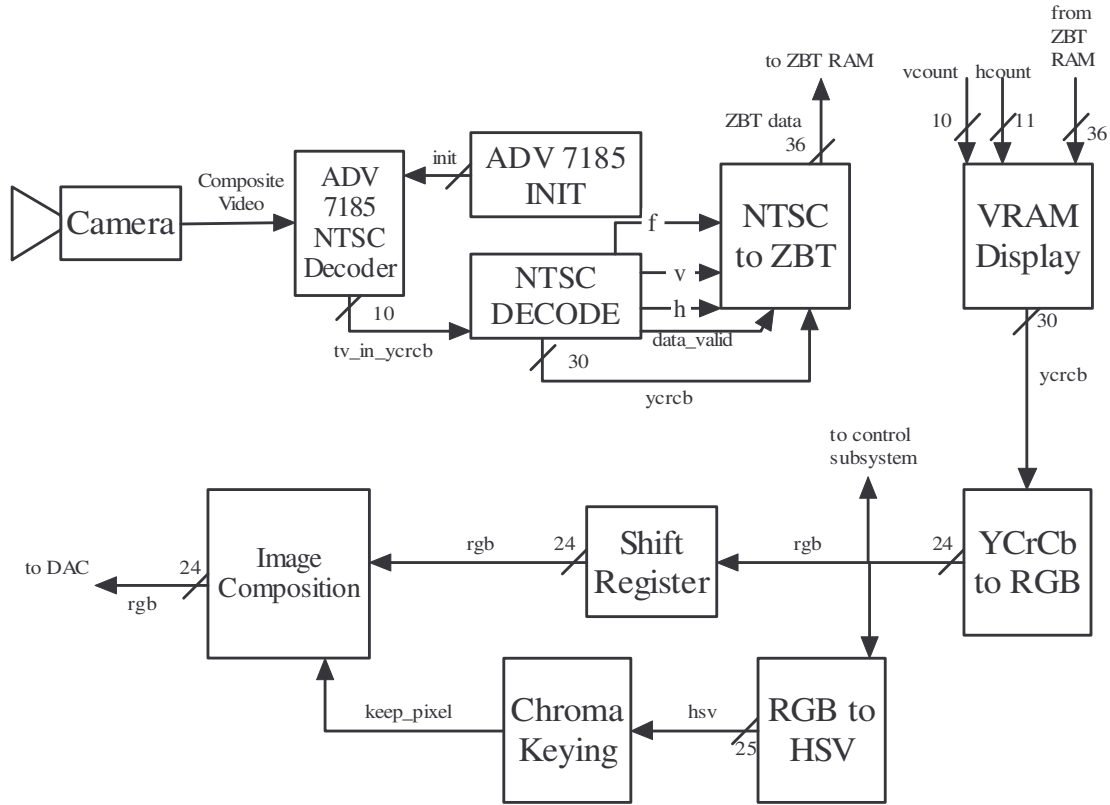 from
ZBT
RAM
to ZBT RAM
vcount
hcount
ZBT data
36
10
11
36
Camera
Composite
Video
ADV
7185
NTSC
Decoder
init
ADV 7185
INIT
f
v
h
data_valid
NTSC
to ZBT
VRAM
Display
10
tv_in_ycrcb
NTSC
DECODE
30
ycrcb
30
ycrcb
to control
subsystem
to DAC
24
rgb
Image
Composition
rgb
24
Shift
Register
rgb
24
YCrCb
to RGB
keep_pixel
Chroma
Keying
hsv
25
RGB to
HSV